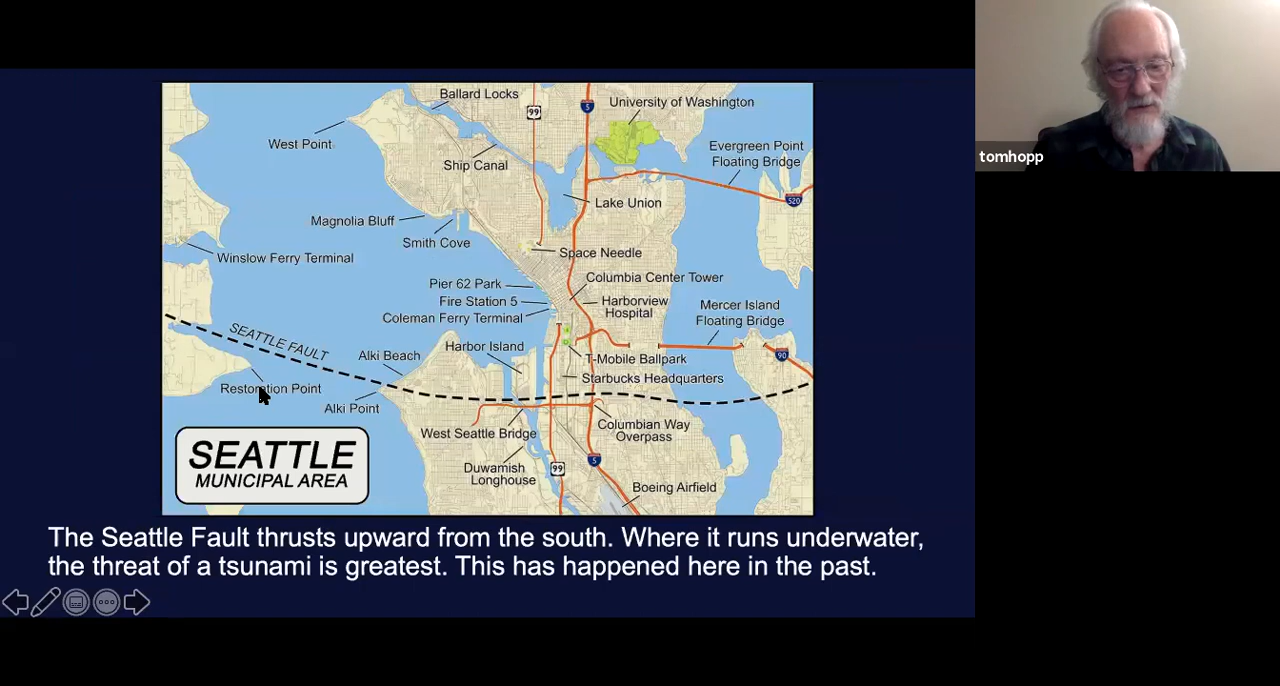 Ballard Locks
99
5
University of Washington
West Point
Ship Canal
Evergreen Point
Floating Bridge
520
Lake Union
Magnolia Bluff
Smith Cove
Winslow Ferry Terminal
Space Needle
Pier 62 Park
Columbia Center Tower
Fire Station 5
Harborview
Hospital
Coleman Ferry Terminal
Mercer Island
Floating Bridge
SEATTLE FAULT
Alki Beach
Harbor Island
T-Mobile Ballpark
90
Restoration Point
Starbucks Headquarters
Alki Point
West Seattle Bridge
Columbian Way
Overpass
SEATTLE
MUNICIPAL AREA
Duwamish
Longhouse
99
5
Boeing Airfield
The Seattle Fault thrusts upward from the south. Where it runs underwater,
the threat of a tsunami is greatest. This has happened here in the past.
tomhopp